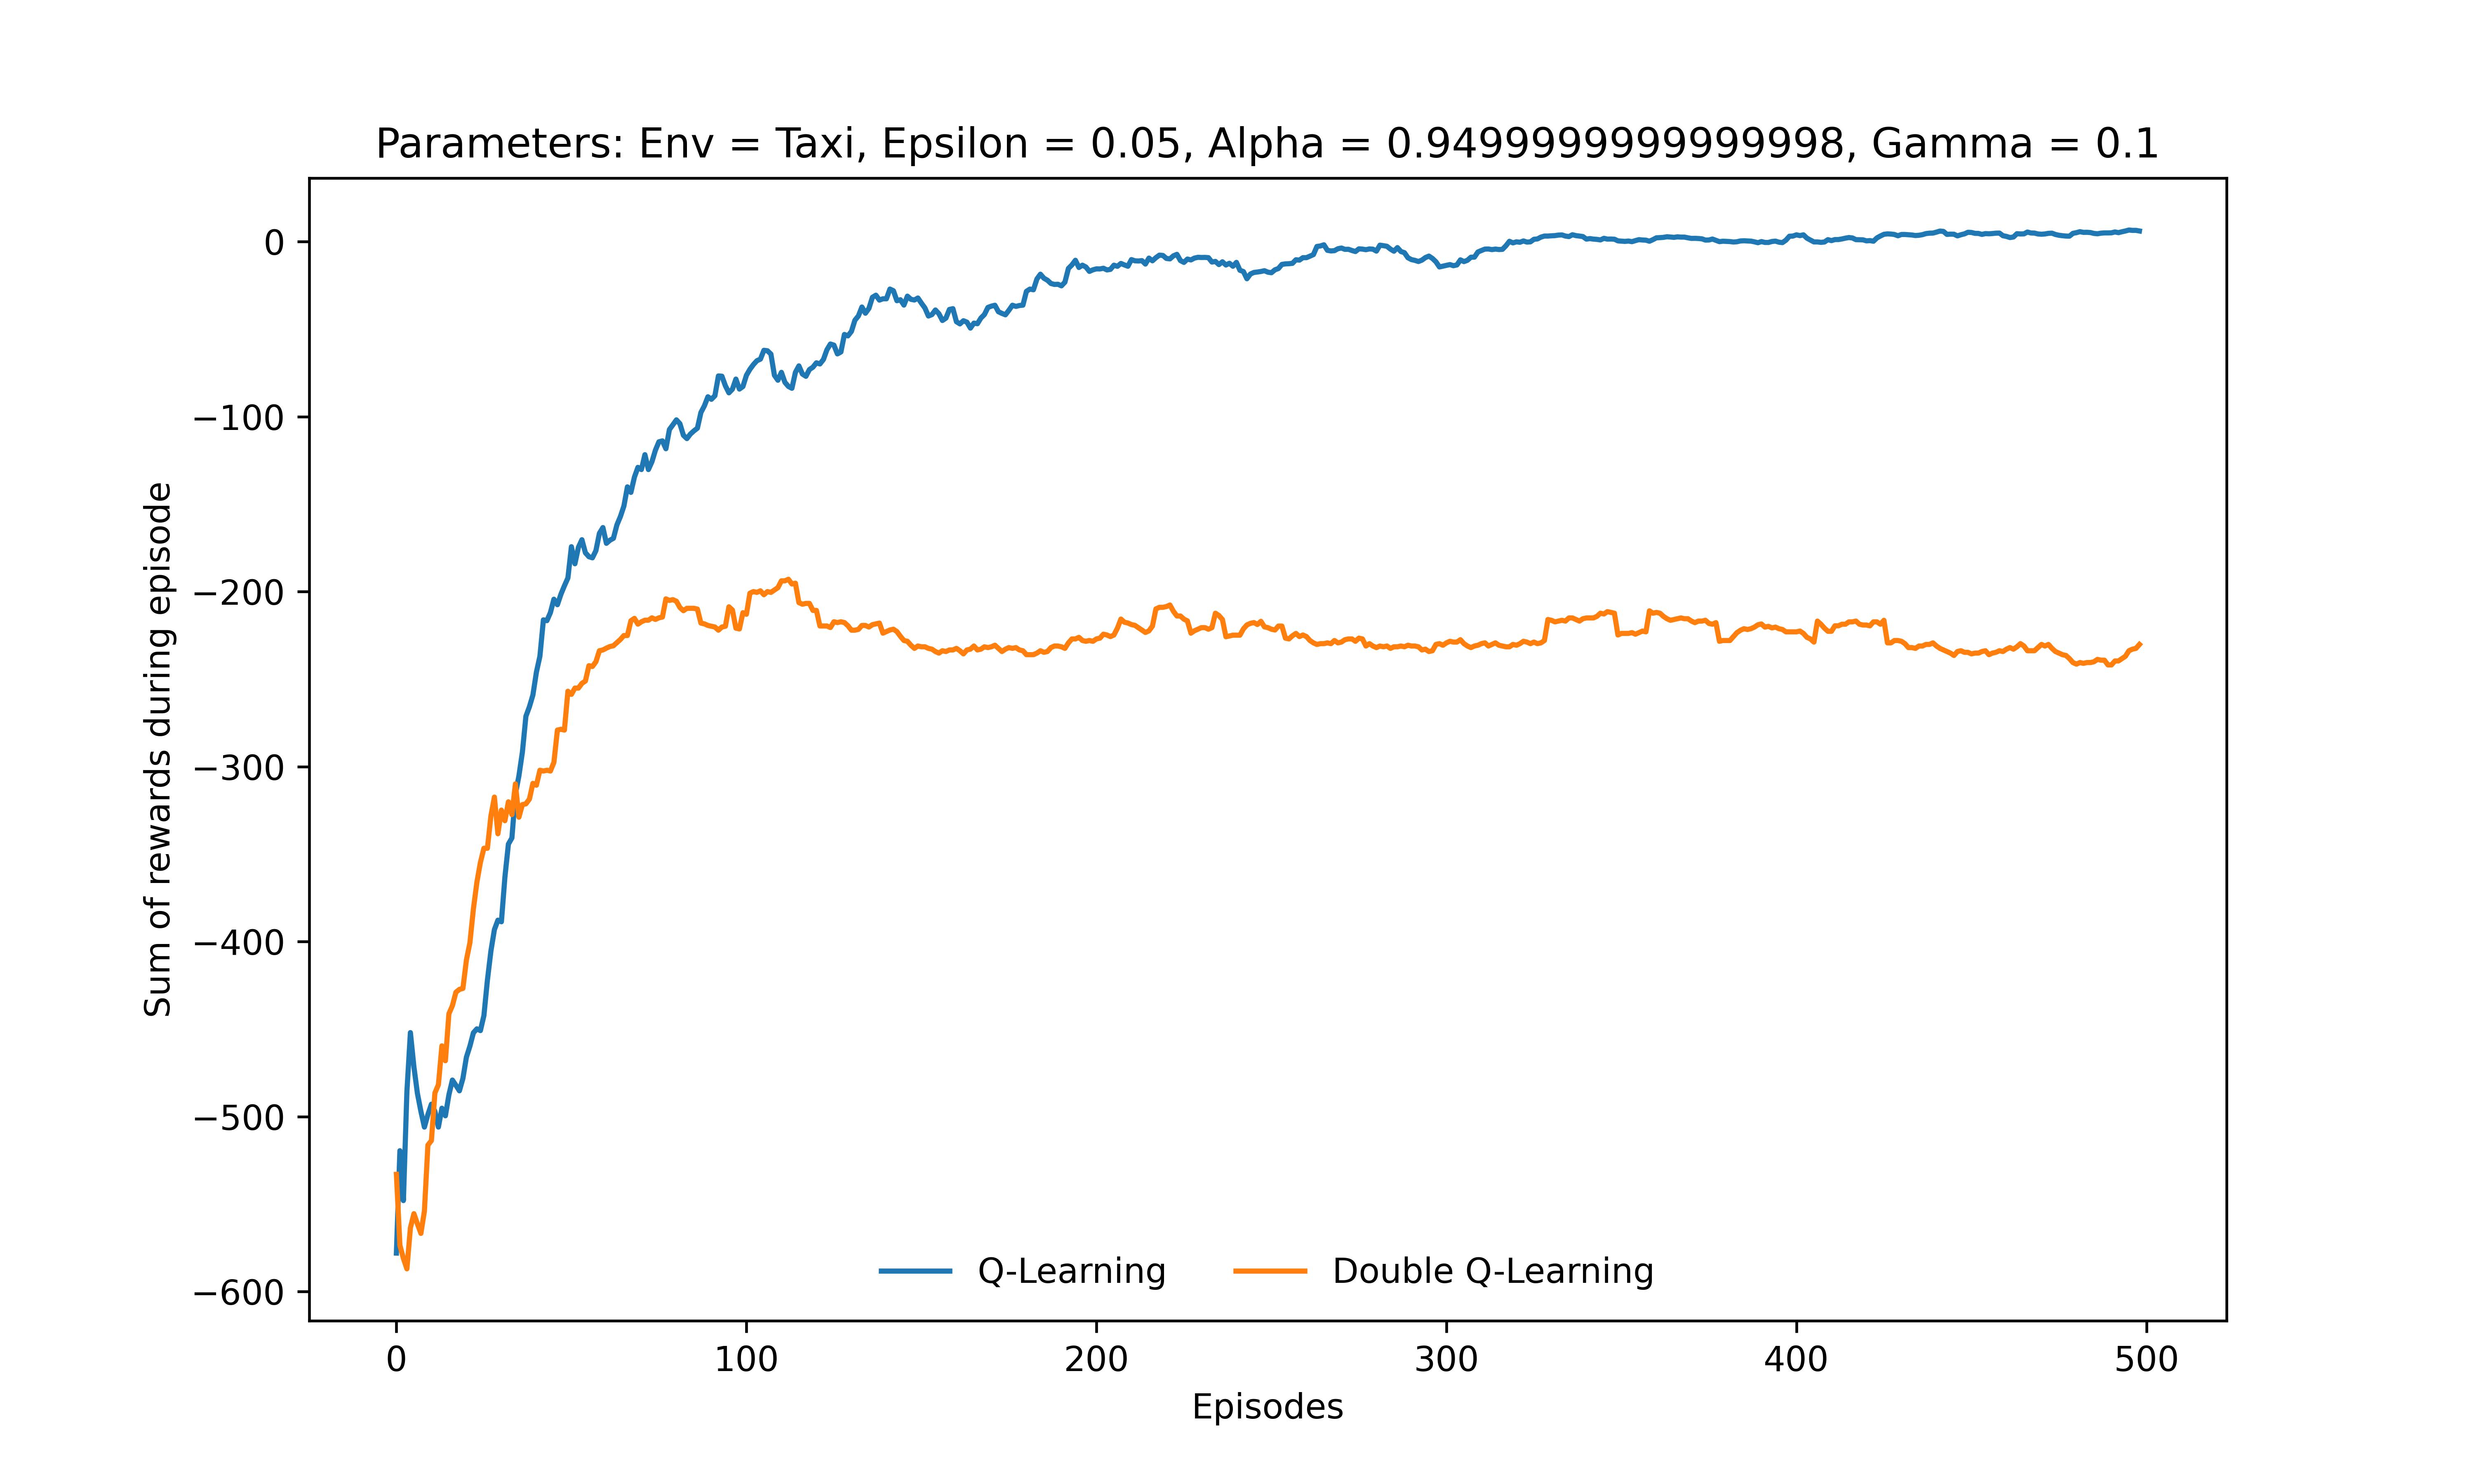 Parameters: Env = Taxi, Epsilon = 0.05, Alpha = 0.9499999999999998, Gamma = 0.1
0
−100
−200
−300
−400
−500
−600
Sum of rewards during episode
Q-Learning
Double Q-Learning
0
100
200
300
400
500
Episodes